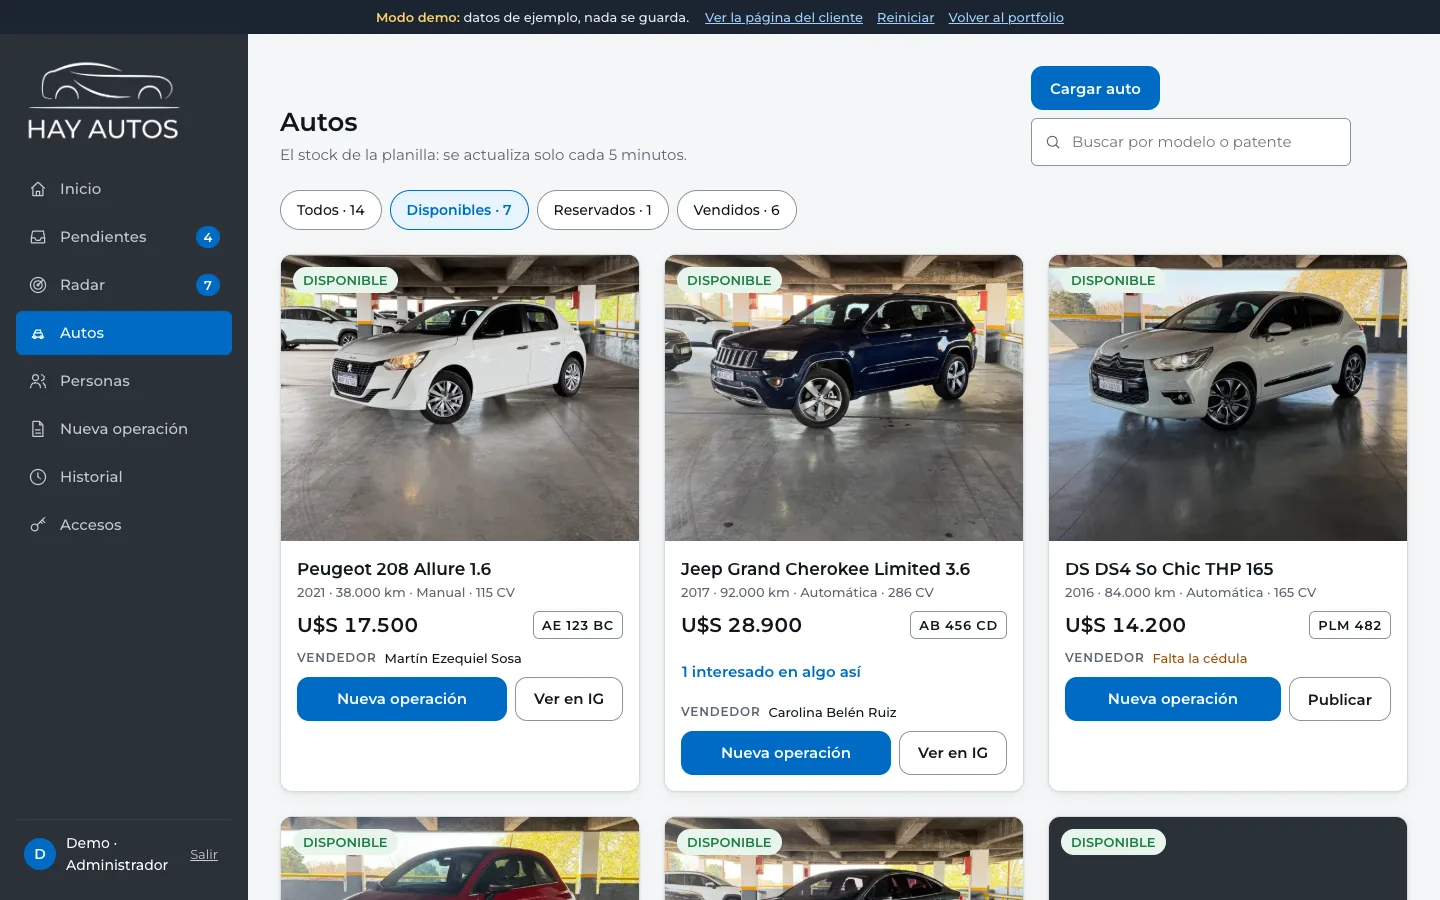 Modo demo: datos de ejemplo, nada se guarda. Ver la página del cliente Reiniciar Volver al portfolio
HAY AUTOS
Inicio
Pendientes 4
Radar 7
Autos
Personas
Nueva operación
Historial
Accesos
Demo ·
Administrador
Salir
Cargar auto
Autos
El stock de la planilla: se actualiza solo cada 5 minutos.
Buscar por modelo o patente
Todos · 14 Disponibles · 7 Reservados · 1 Vendidos · 6
DISPONIBLE
Peugeot 208 Allure 1.6
2021 · 38.000 km · Manual · 115 CV
U$S 17.500 AE 123 BC
VENDEDOR Martín Ezequiel Sosa
Nueva operación Ver en IG
DISPONIBLE
Jeep Grand Cherokee Limited 3.6
2017 · 92.000 km · Automática · 286 CV
U$S 28.900 AB 456 CD
1 interesado en algo así
VENDEDOR Carolina Belén Ruiz
Nueva operación Ver en IG
DISPONIBLE
DS DS4 So Chic THP 165
2016 · 84.000 km · Automática · 165 CV
U$S 14.200 PLM 482
VENDEDOR Falta la cédula
Nueva operación Publicar
DISPONIBLE
DISPONIBLE
DISPONIBLE